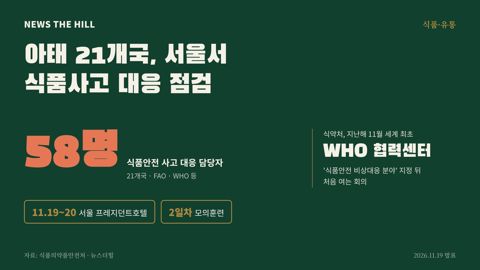 NEWS THE HILL
식품·유통
아태 21개국, 서울서
식품사고 대응 점검
58명
식품안전 사고 대응 담당자
21개국 · FAO · WHO 등
식약처, 지난해 11월 세계 최초
WHO 협력센터
'식품안전 비상대응 분야' 지정 뒤
처음 여는 회의
11.19~20 서울 프레지던트호텔
2일차 모의훈련
자료: 식품의약품안전처 · 뉴스더힐
2026.11.19 발표